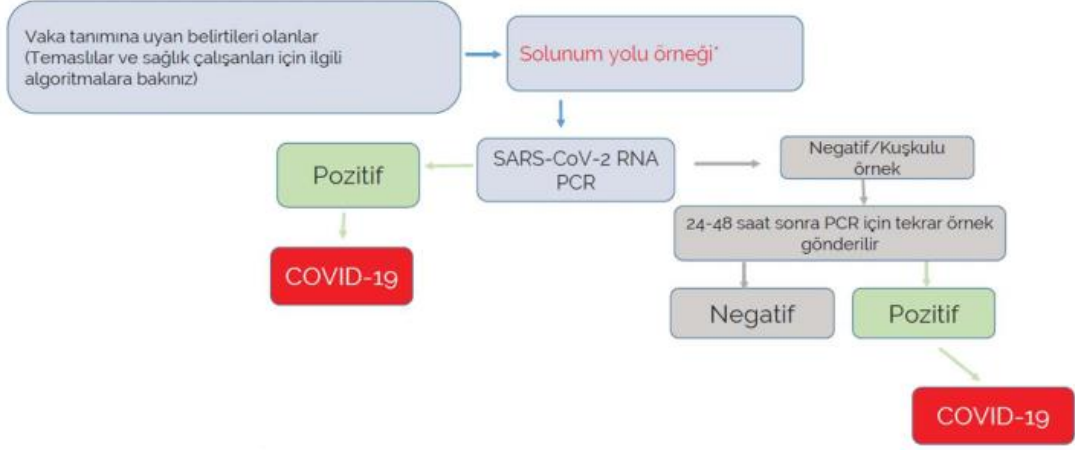 Vaka tanımına uyan belirtileri olanlar
(Temaslılar ve sağlık çalışanları için ilgili
algoritmalara bakınız)
Solunum yolu örneği*
Pozitif
SARS-CoV-2 RNA
PCR
Negatif/Kuşkulu
örnek
24-48 saat sonra PCR için tekrar örnek
gönderilir
COVID-19
Negatif
Pozitif
COVID-19